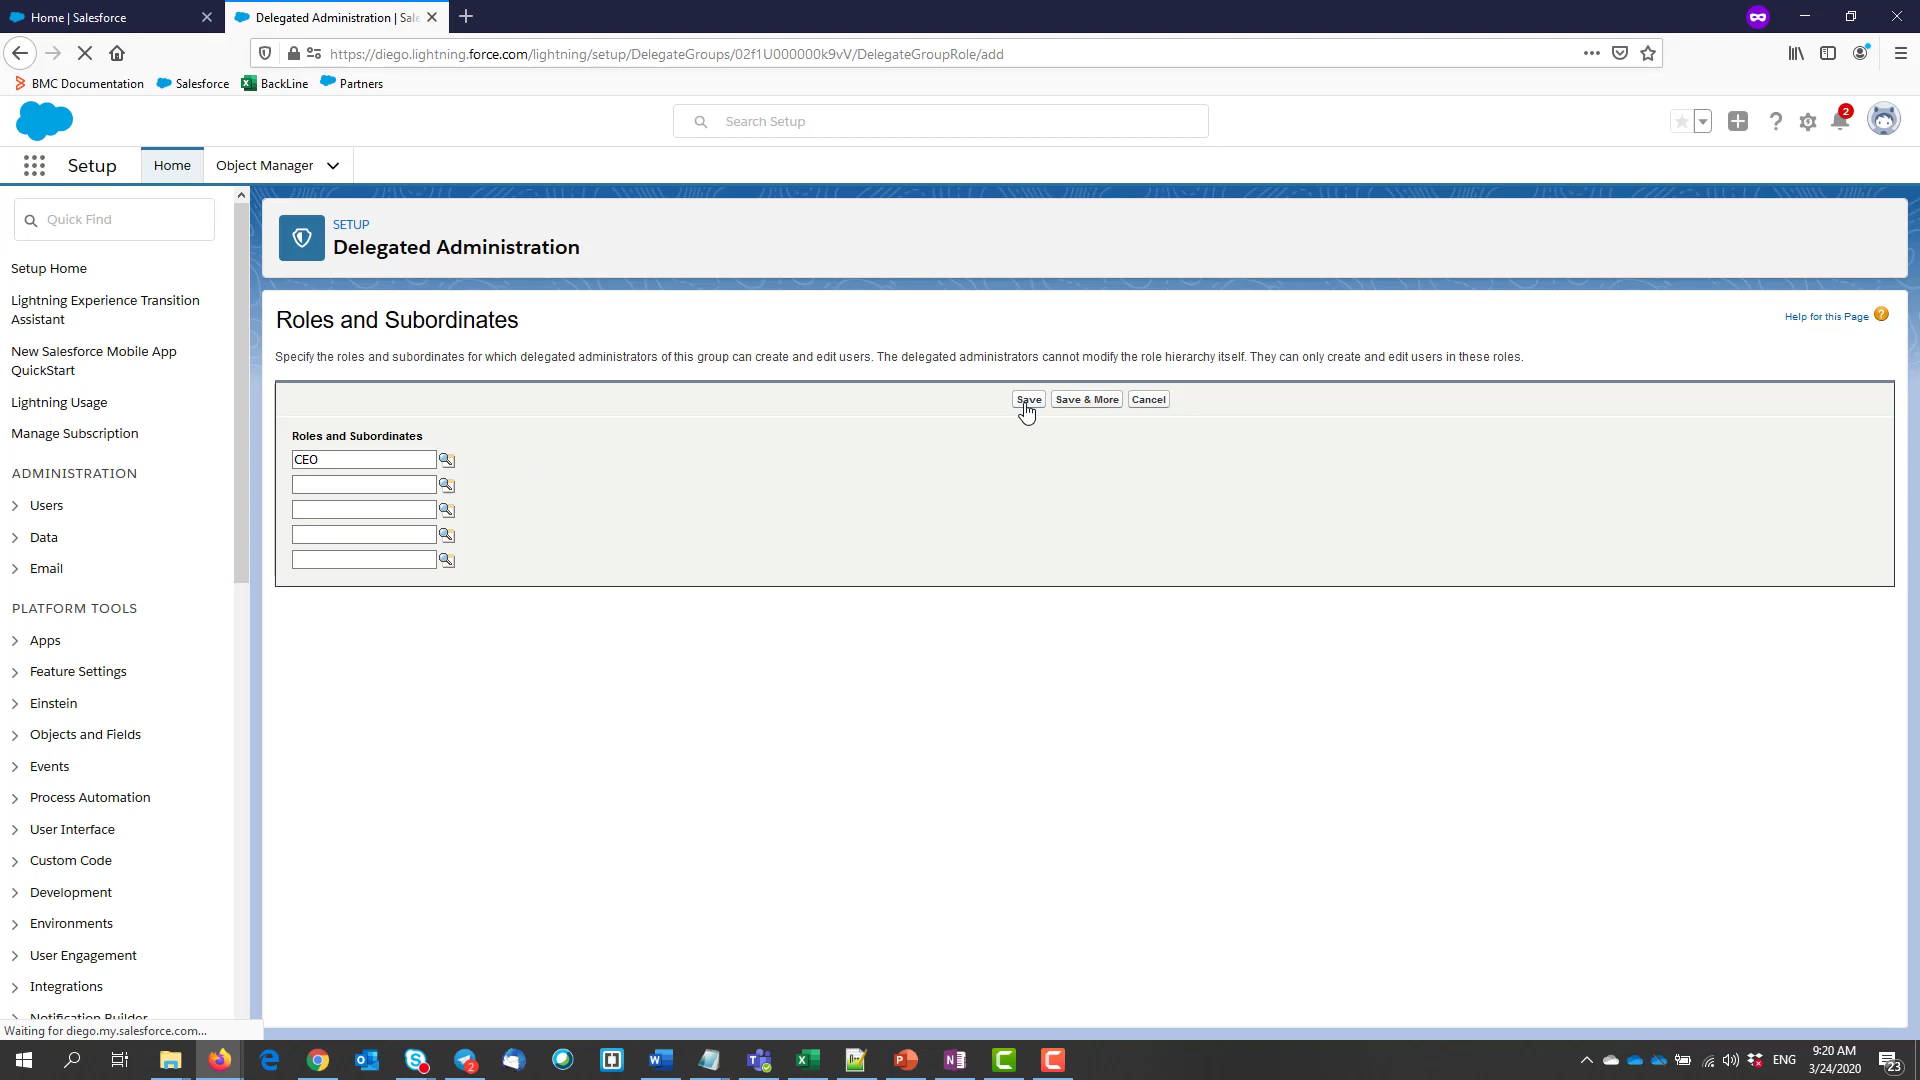 Home | Salesforce
Delegated Administration | Sale
https://diego.lightning.force.com/lightning/setup/DelegateGroups/02f1U000000k9vV/DelegateGroupRole/add
BMC Documentation
Salesforce
BackLine
Partners
Search Setup
2
Setup
Home
Object Manager
Quick Find
SETUP
Delegated Administration
Setup Home
Lightning Experience Transition
Assistant
New Salesforce Mobile App
QuickStart
Lightning Usage
Manage Subscription
ADMINISTRATION
Users
Data
Email
PLATFORM TOOLS
Apps
Feature Settings
Einstein
Objects and Fields
Events
Process Automation
User Interface
Custom Code
Development
Environments
User Engagement
Integrations
Notification Builder
Roles and Subordinates
Help for this Page
Specify the roles and subordinates for which delegated administrators of this group can create and edit users. The delegated administrators cannot modify the role hierarchy itself. They can only create and edit users in these roles.
Save
Save & More
Cancel
Roles and Subordinates
CEO
Waiting for diego.my.salesforce.com...
2
ENG
9:20 AM
3/24/2020
23